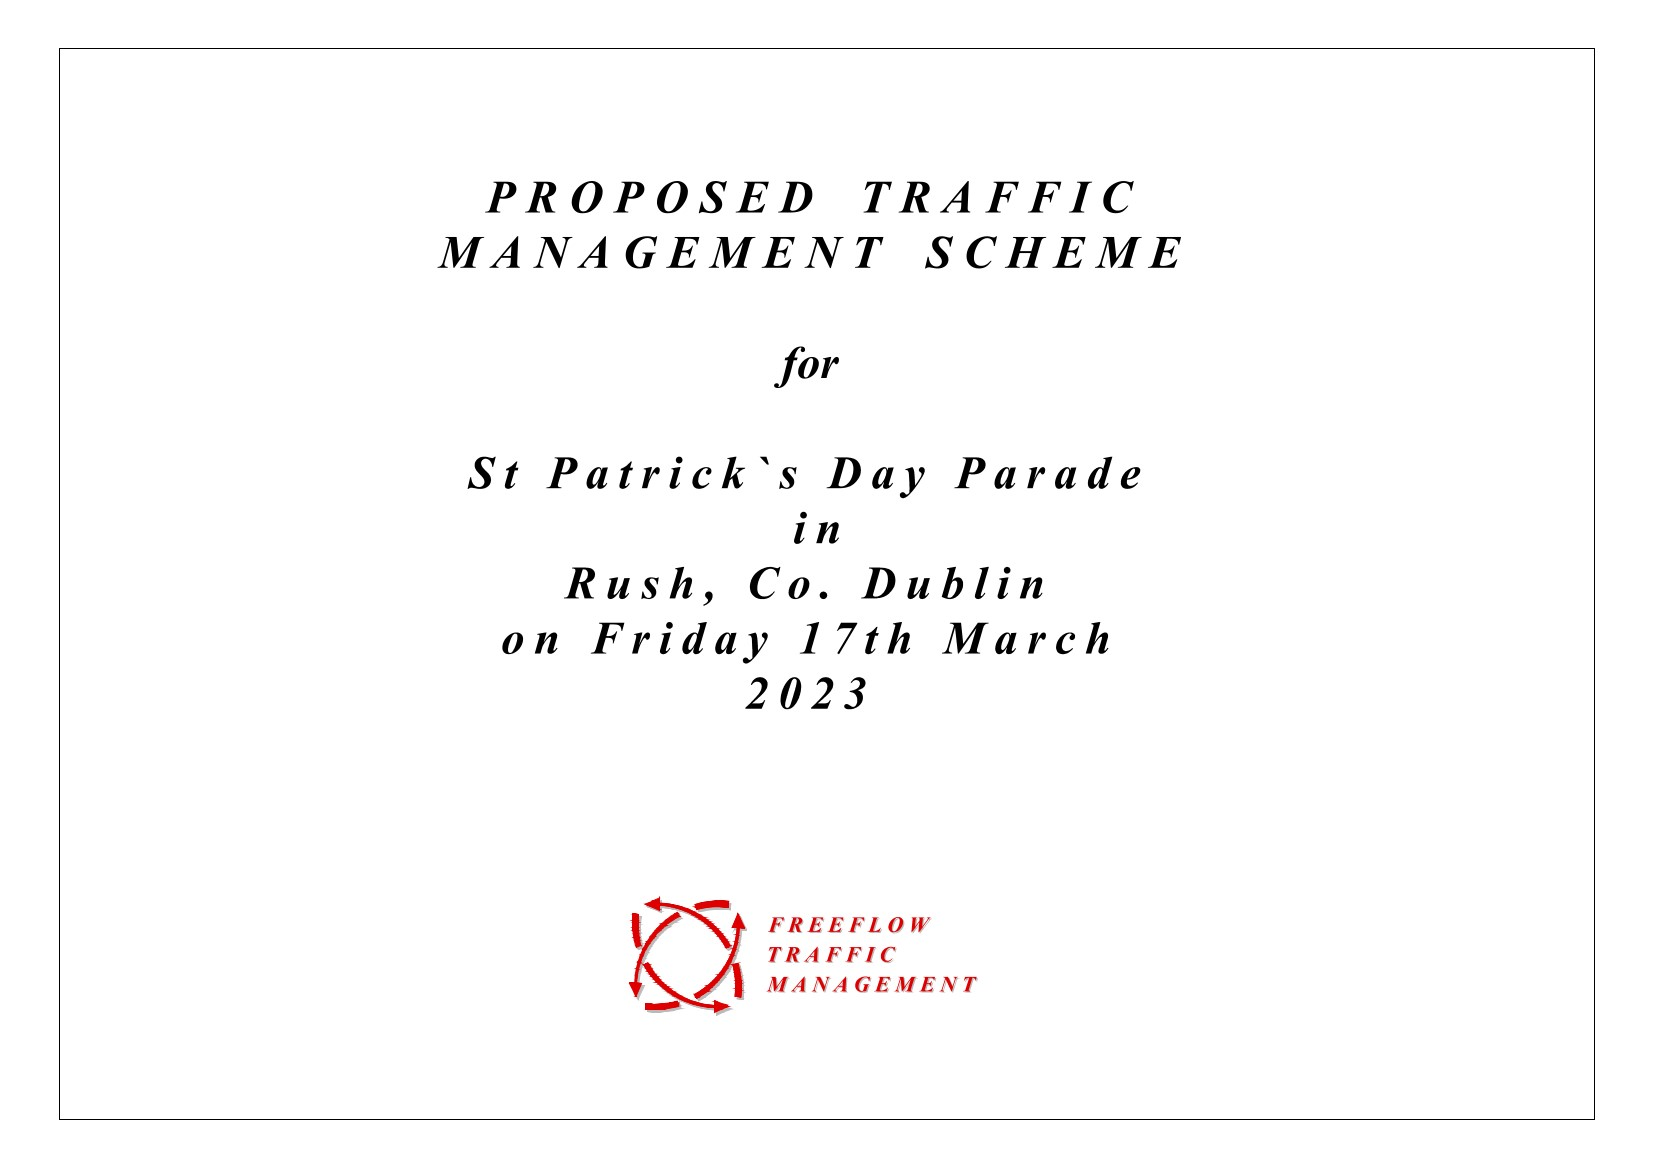 PROPOSED TRAFFIC
MANAGEMENT SCHEME
for
St Patrick`s Day Parade
in
Rush, Co. Dublin
on Friday 17th March
2023
FREEFLOW
TRAFFIC
MANAGEMENT